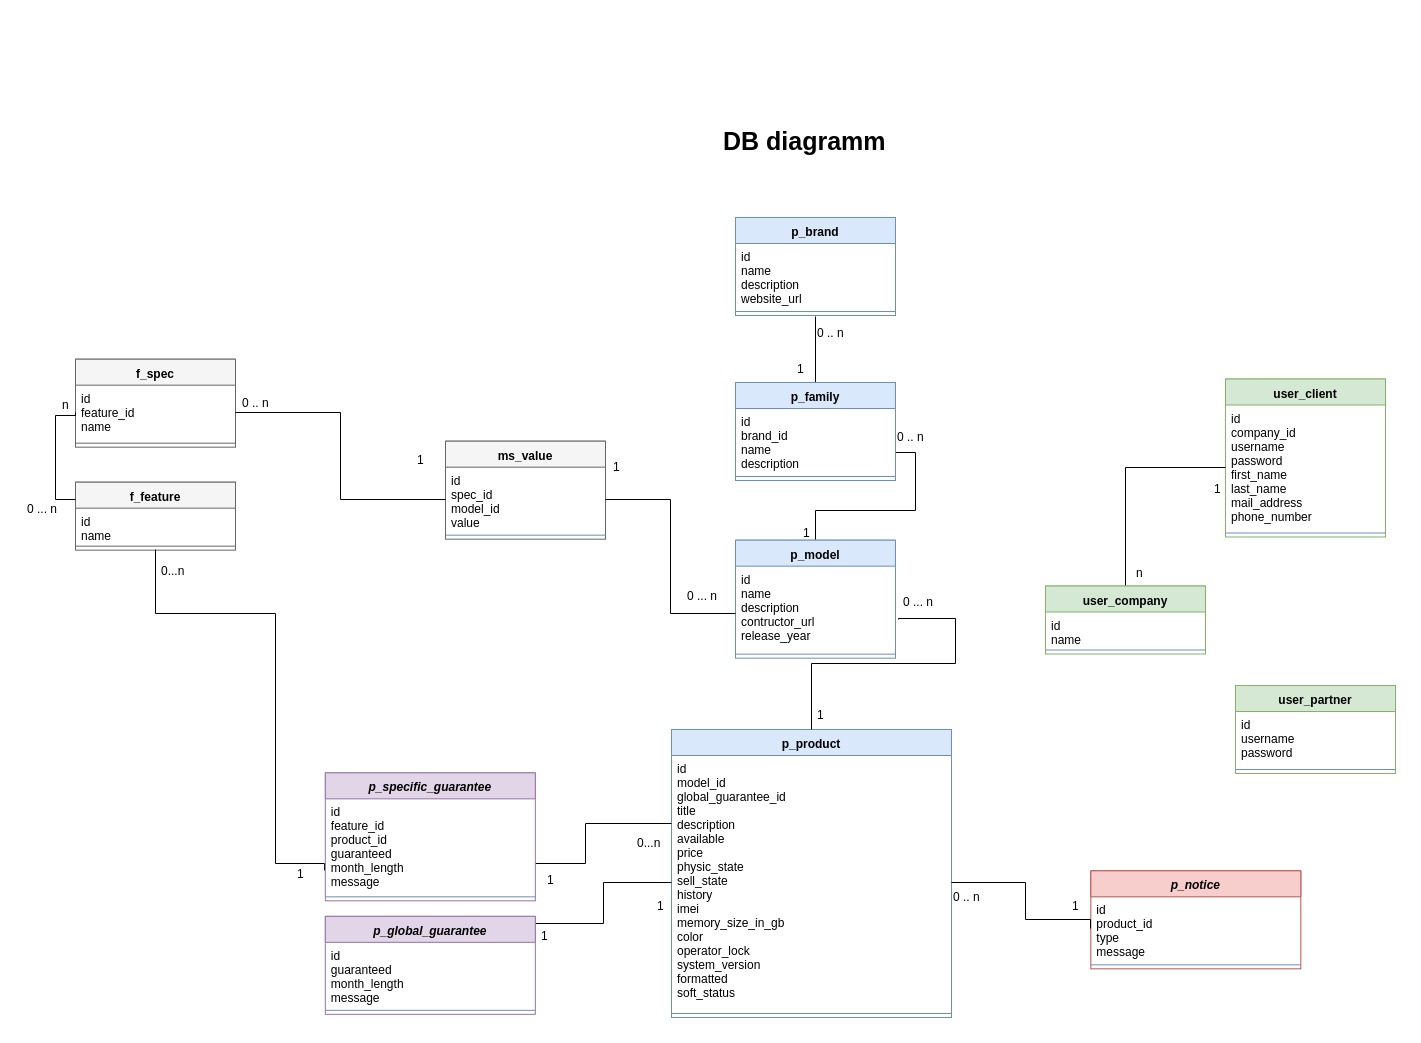 DB diagramm
p_brand
id
name
description
website_url
0 .. n
1
p_family
id
brand_id
name
description
0 .. n
1
p_model
id
name
description
contructor_url
release_year
0 ... n
0 ... n
1
f_spec
id
feature_id
name
n
0 .. n
f_feature
id
name
0 ... n
0...n
ms_value
id
spec_id
model_id
value
1
1
user_client
id
company_id
username
password
first_name
last_name
mail_address
phone_number
1
n
user_company
id
name
user_partner
id
username
password
p_product
id
model_id
global_guarantee_id
title
description
available
price
physic_state
sell_state
history
imei
memory_size_in_gb
color
operator_lock
system_version
formatted
soft_status
0...n
1
0 .. n
p_specific_guarantee
id
feature_id
product_id
guaranteed
month_length
message
1
1
p_global_guarantee
id
guaranteed
month_length
message
1
p_notice
id
product_id
type
message
1